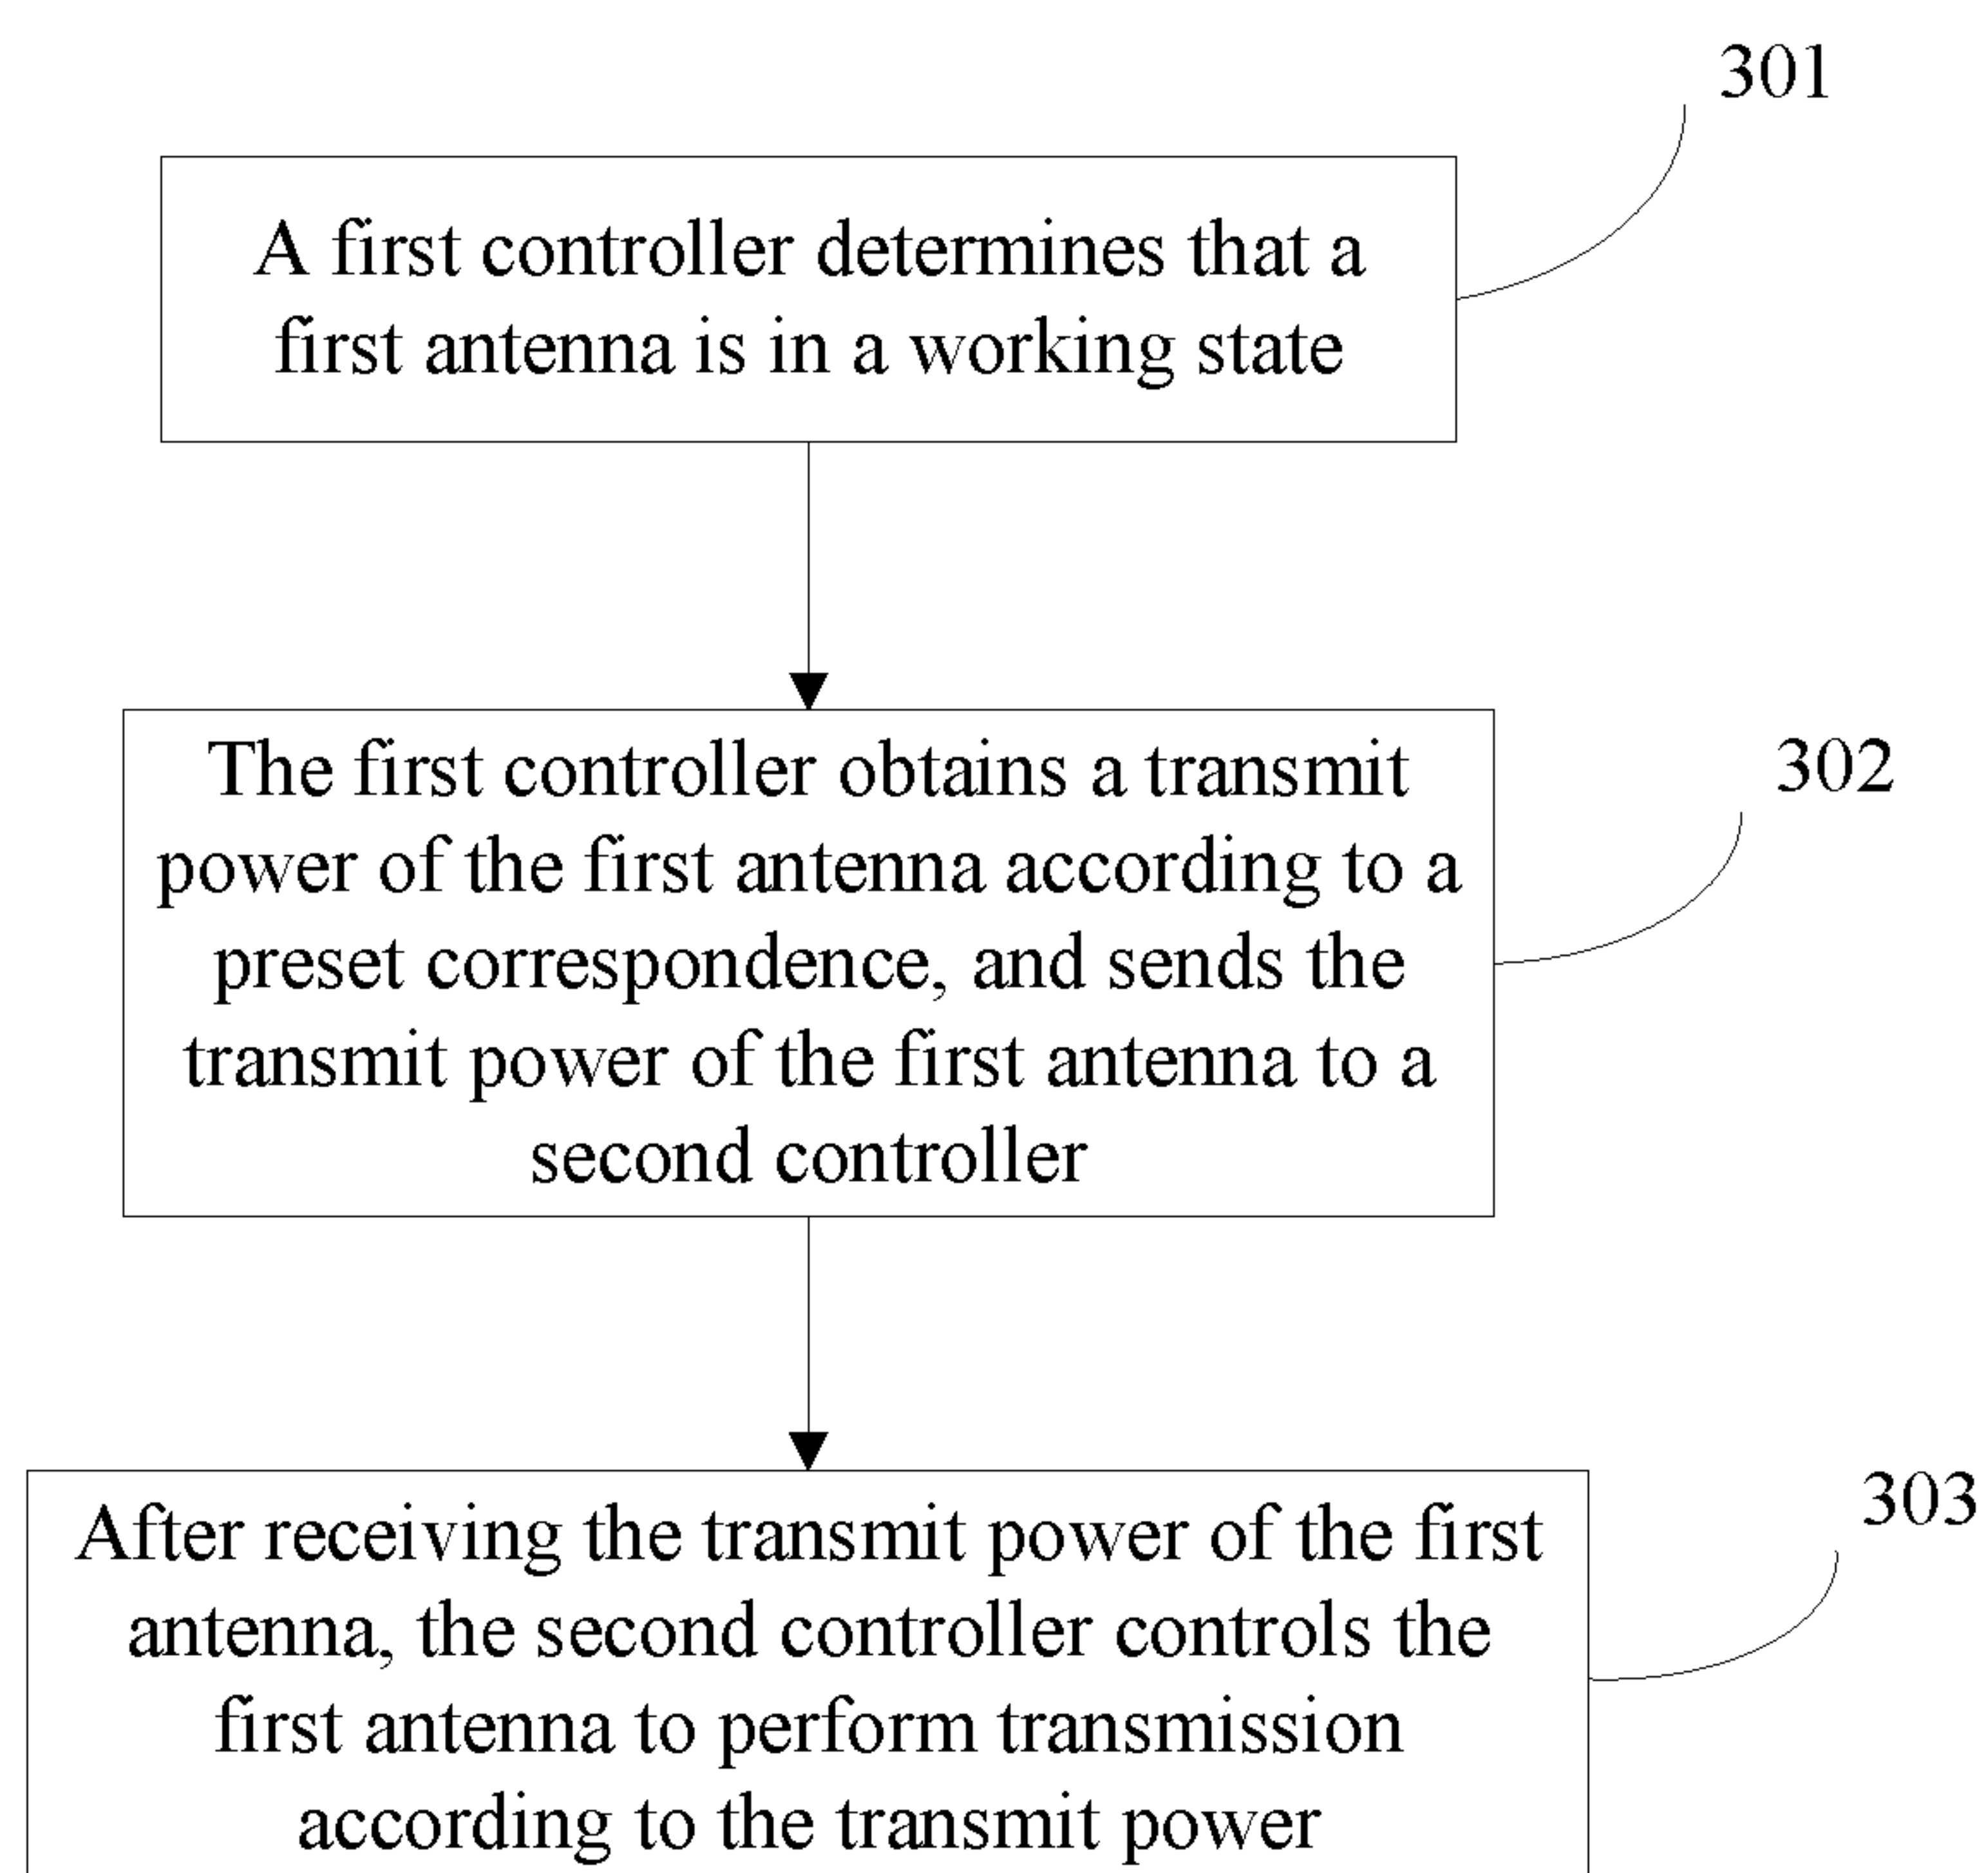 301
A first controller determines that a
first antenna is in a working state
302
The first controller obtains a transmit
power of the first antenna according to a
preset correspondence, and sends the
transmit power of the first antenna to a
second controller
303
After receiving the transmit power of the first
antenna, the second controller controls the
first antenna to perform transmission
according to the transmit power